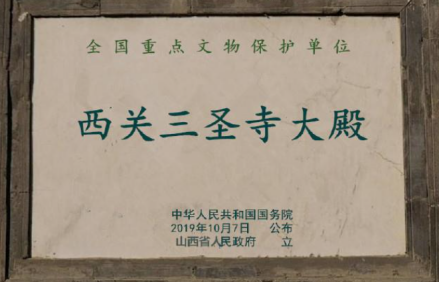 全国重点文物保护单位
西关三圣寺大殿
中华人民共和国国务院
2019年10月7日 公布
山西省人民政府 立